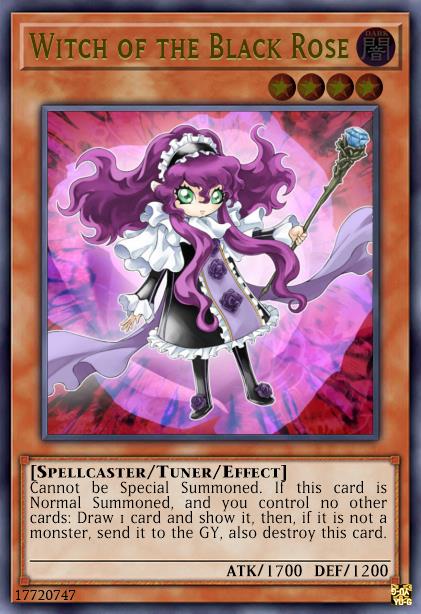 WITCH OF THE BLACK ROSE
DARK
闇
[SPELLCASTER/TUNER/EFFECT]
Cannot be Special Summoned. If this card is
Normal Summoned, and you control no other
cards: Draw 1 card and show it, then, if it is not a
monster, send it to the GY, also destroy this card.
ATK/1700 DEF/1200
17720747